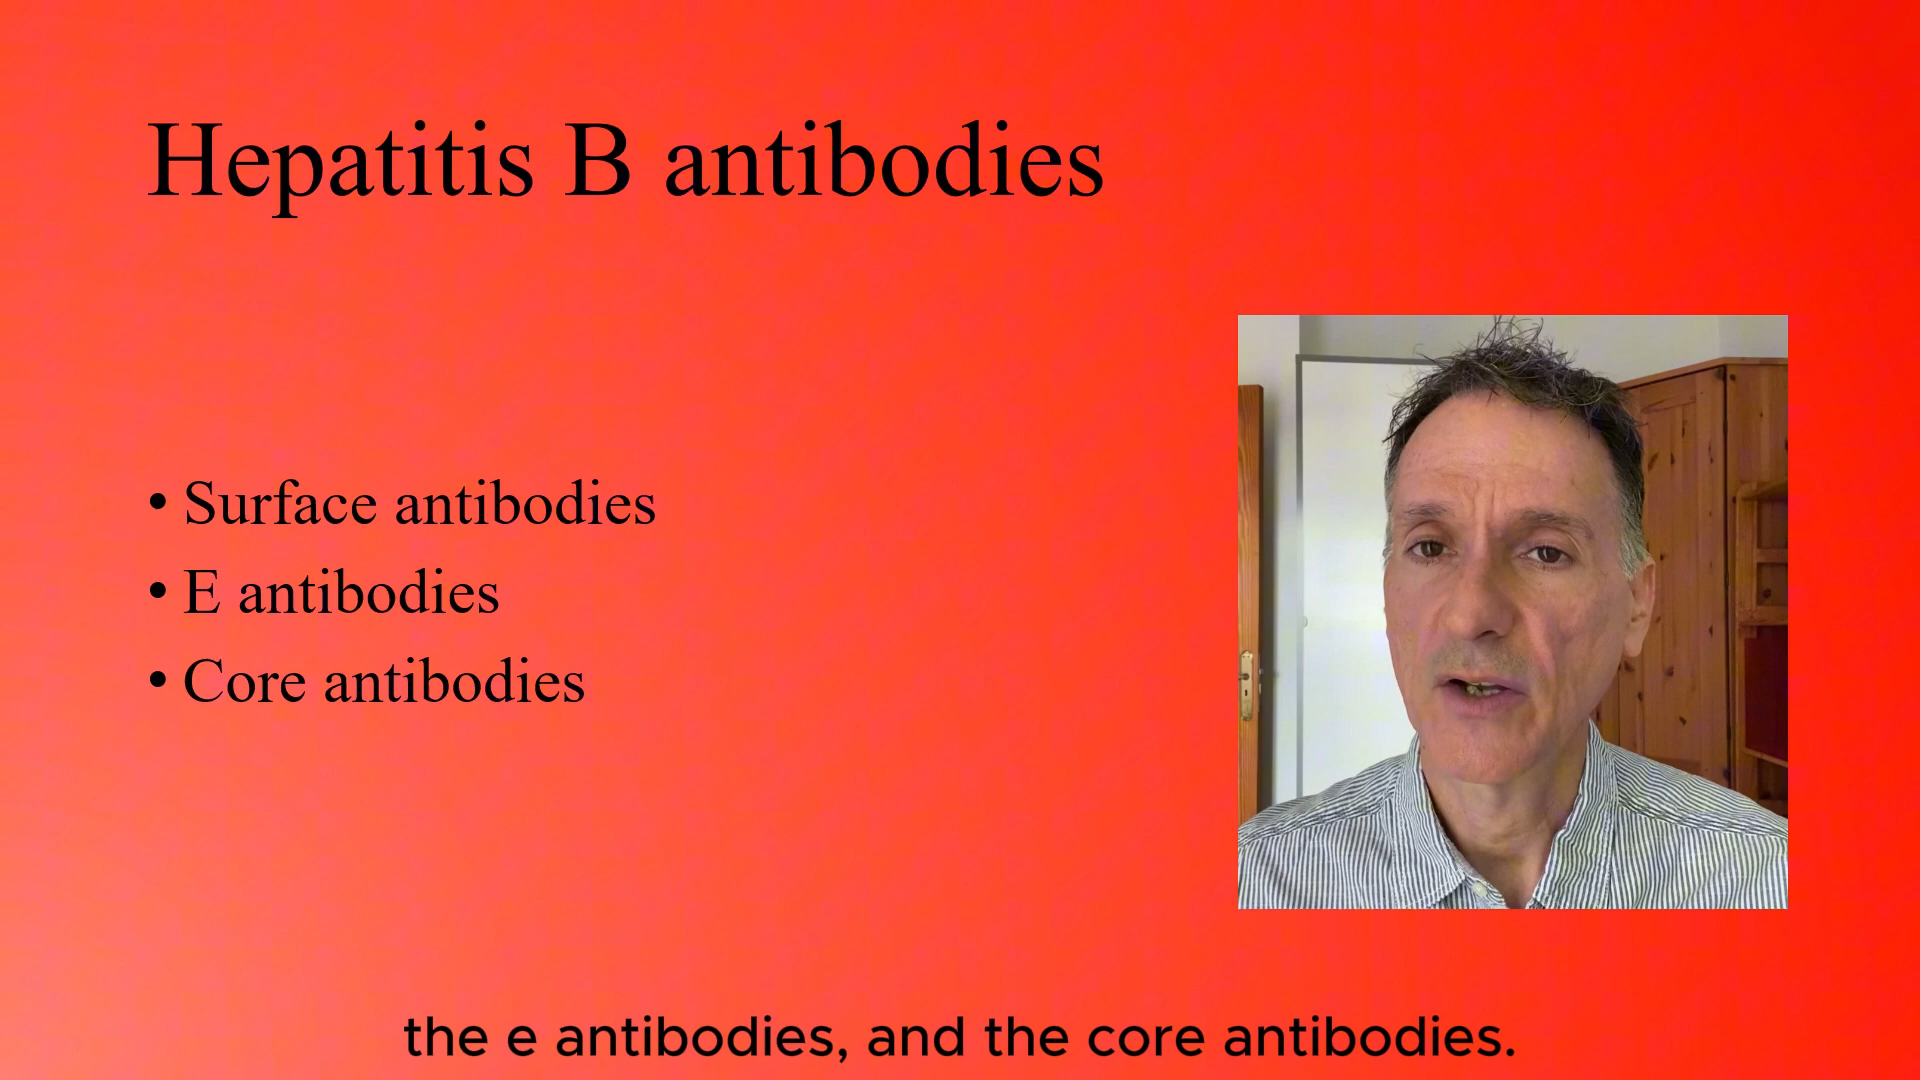 Hepatitis B antibodies
• Surface antibodies
• E antibodies
• Core antibodies
the e antibodies, and the core antibodies.